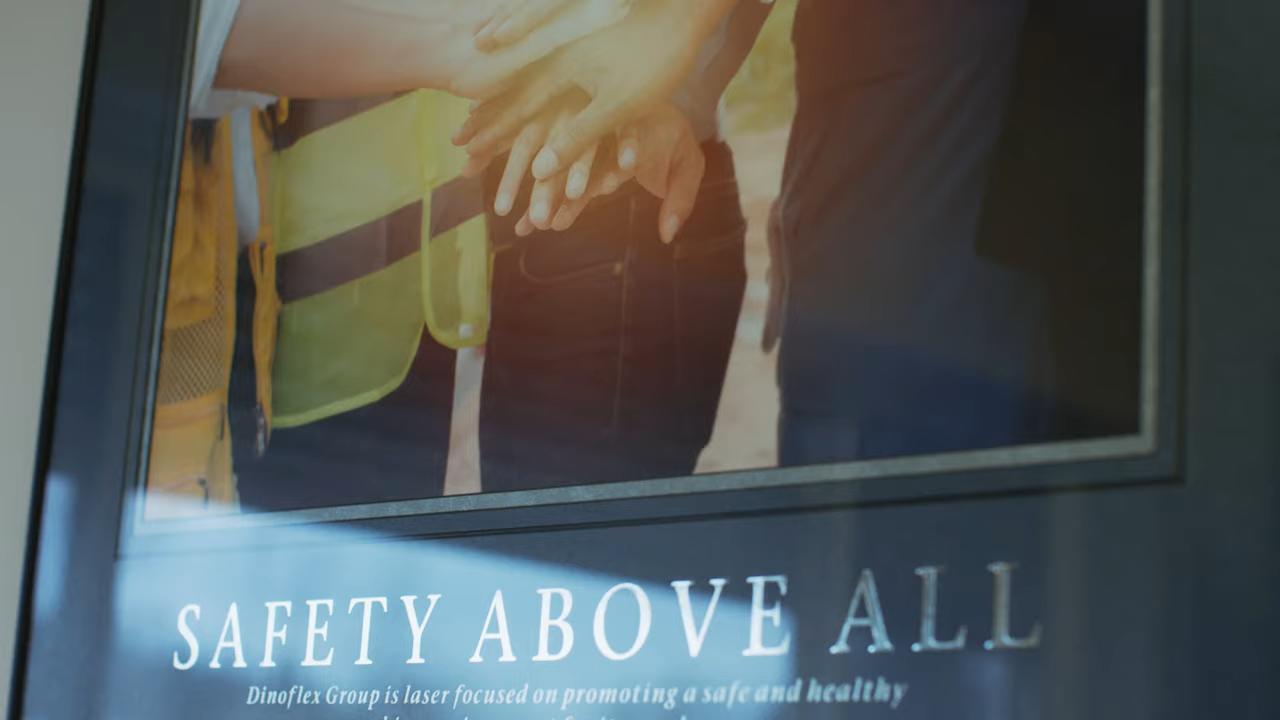 SAFETY ABOVE ALL
Dinoflex Group is laser focused on promoting a safe and healthy